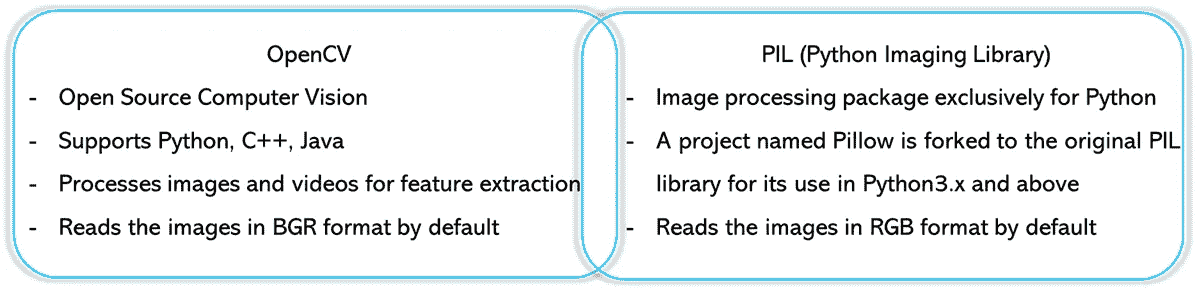 OpenCV
- Open Source Computer Vision
- Supports Python, C++, Java
- Processes images and videos for feature extraction
- Reads the images in BGR format by default
PIL (Python Imaging Library)
- Image processing package exclusively for Python
- A project named Pillow is forked to the original PIL
library for its use in Python3.x and above
- Reads the images in RGB format by default